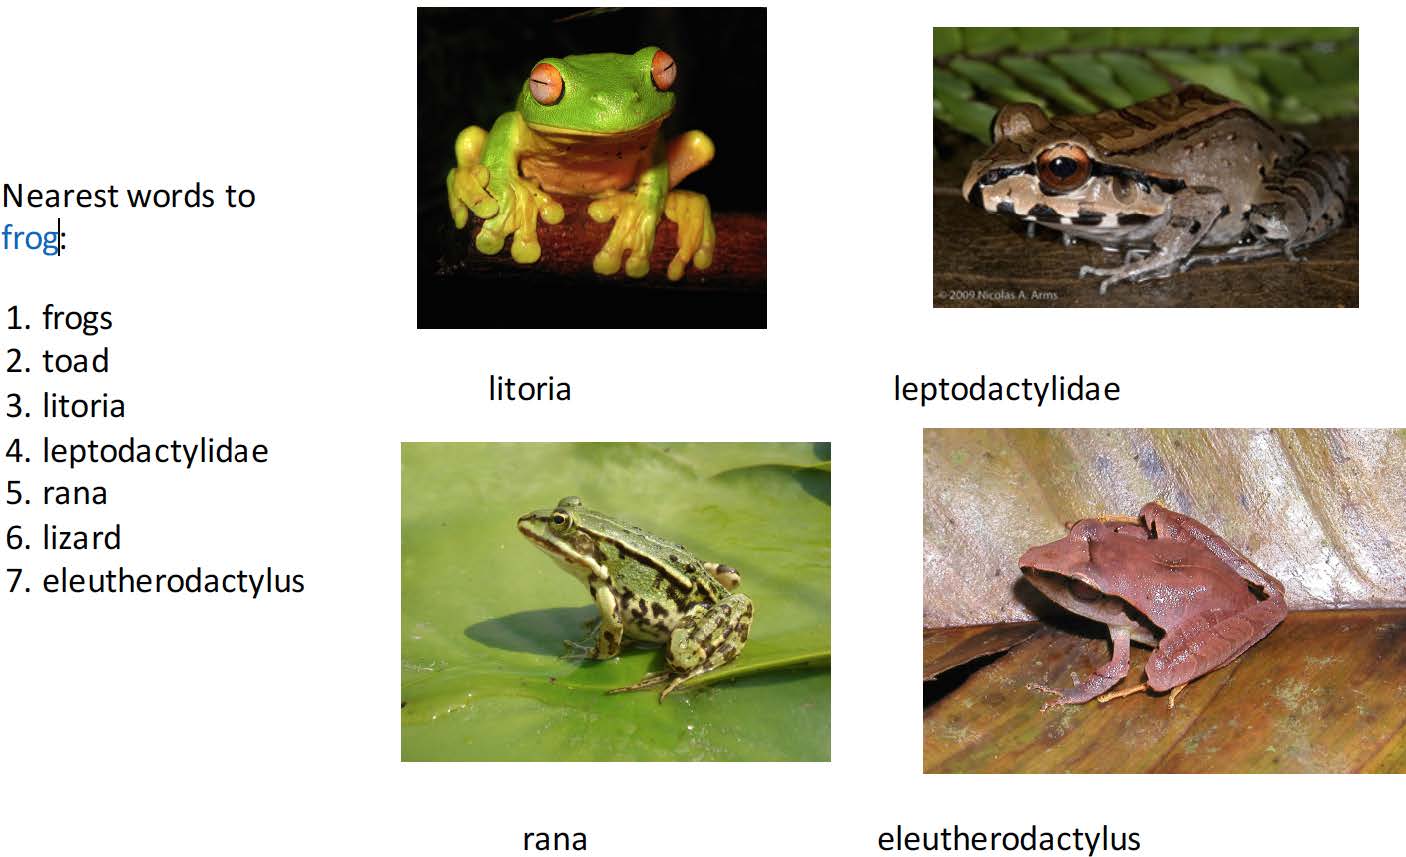 Nearest words to
frog:
1. frogs
2. toad
3. litoria
4. leptodactylidae
5. rana
6. lizard
7. eleutherodactylus
© 2009 Nicolas A. Arms
litoria
leptodactylidae
rana
eleutherodactylus